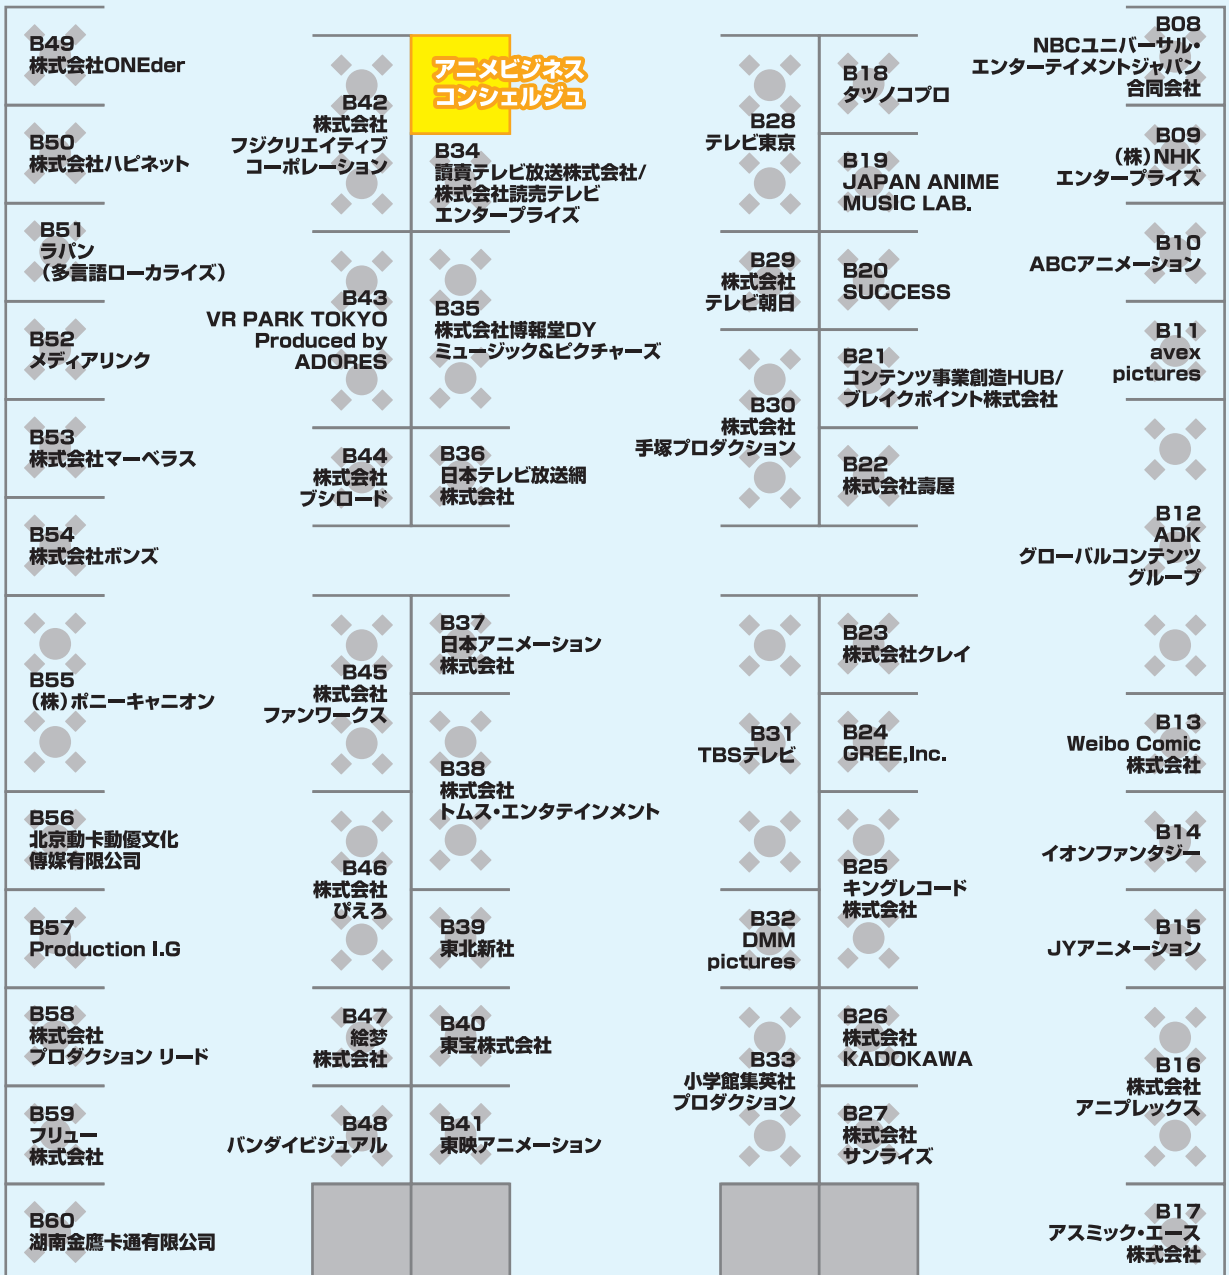 B49
株式会社ONEder
B50
株式会社ハピネット
B51
ラパン
（多言語ローカライズ）
B52
メディアリンク
B53
株式会社マーベラス
B54
株式会社ボンズ
B55
（株）ポニーキャニオン
B56
北京動卡動優文化
傳媒有限公司
B57
Production I.G
B58
株式会社
プロダクション リード
B59
フリュー
株式会社
B60
湖南金鷹卡通有限公司
B42
株式会社
フジクリエイティブ
コーポレーション
B43
VR PARK TOKYO
Produced by
ADORES
B44
株式会社
ブシロード
B45
株式会社
ファンワークス
B46
株式会社
ぴえろ
B47
絵梦
株式会社
B48
バンダイビジュアル
アニメビジネス
コンシェルジュ
B34
讀賣テレビ放送株式会社/
株式会社読売テレビ
エンタープライズ
B35
株式会社博報堂DY
ミュージック&ピクチャーズ
B36
日本テレビ放送網
株式会社
B37
日本アニメーション
株式会社
B38
株式会社
トムス・エンタテインメント
B39
東北新社
B40
東宝株式会社
B41
東映アニメーション
B28
テレビ東京
B29
株式会社
テレビ朝日
B30
株式会社
手塚プロダクション
B31
TBSテレビ
B32
DMM
pictures
B33
小学館集英社
プロダクション
B18
タツノコプロ
B19
JAPAN ANIME
MUSIC LAB.
B20
SUCCESS
B21
コンテンツ事業創造HUB/
ブレイクポイント株式会社
B22
株式会社壽屋
B23
株式会社クレイ
B24
GREE,Inc.
B25
キングレコード
株式会社
B26
株式会社
KADOKAWA
B27
株式会社
サンライズ
B08
NBCユニバーサル・
エンターテイメントジャパン
合同会社
B09
（株）NHK
エンタープライズ
B10
ABCアニメーション
B11
avex
pictures
B12
ADK
グローバルコンテンツ
グループ
B13
Weibo Comic
株式会社
B14
イオンファンタジー
B15
JYアニメーション
B16
株式会社
アニプレックス
B17
アスミック・エース
株式会社